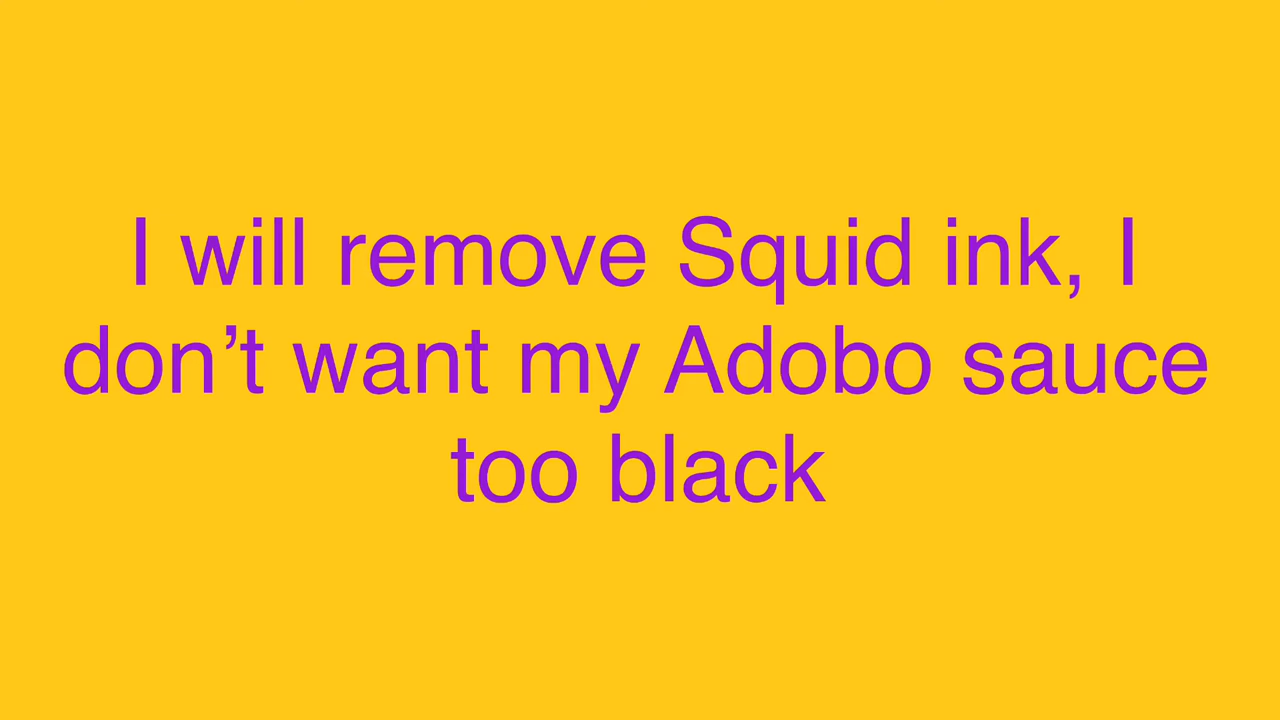 I will remove Squid ink, I
don’t want my Adobo sauce
too black